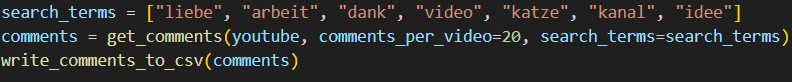 search_terms = ["liebe", "arbeit", "dank", "video", "katze", "kanal", "idee"]
comments = get_comments(youtube, comments_per_video=20, search_terms=search_terms)
write_comments_to_csv(comments)